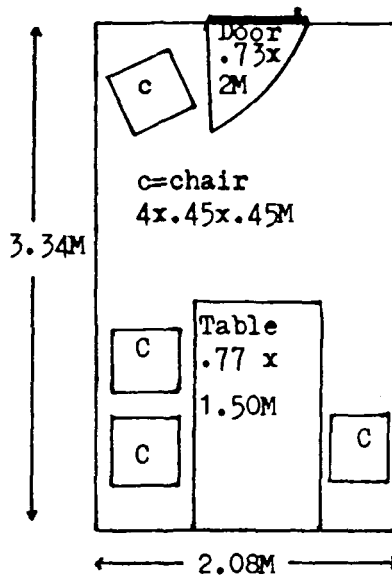 Door
.73x
2M
c
c=chair
4x.45x.45M
3.34M
Table
.77 x
1.50M
C
C
C
2.08M